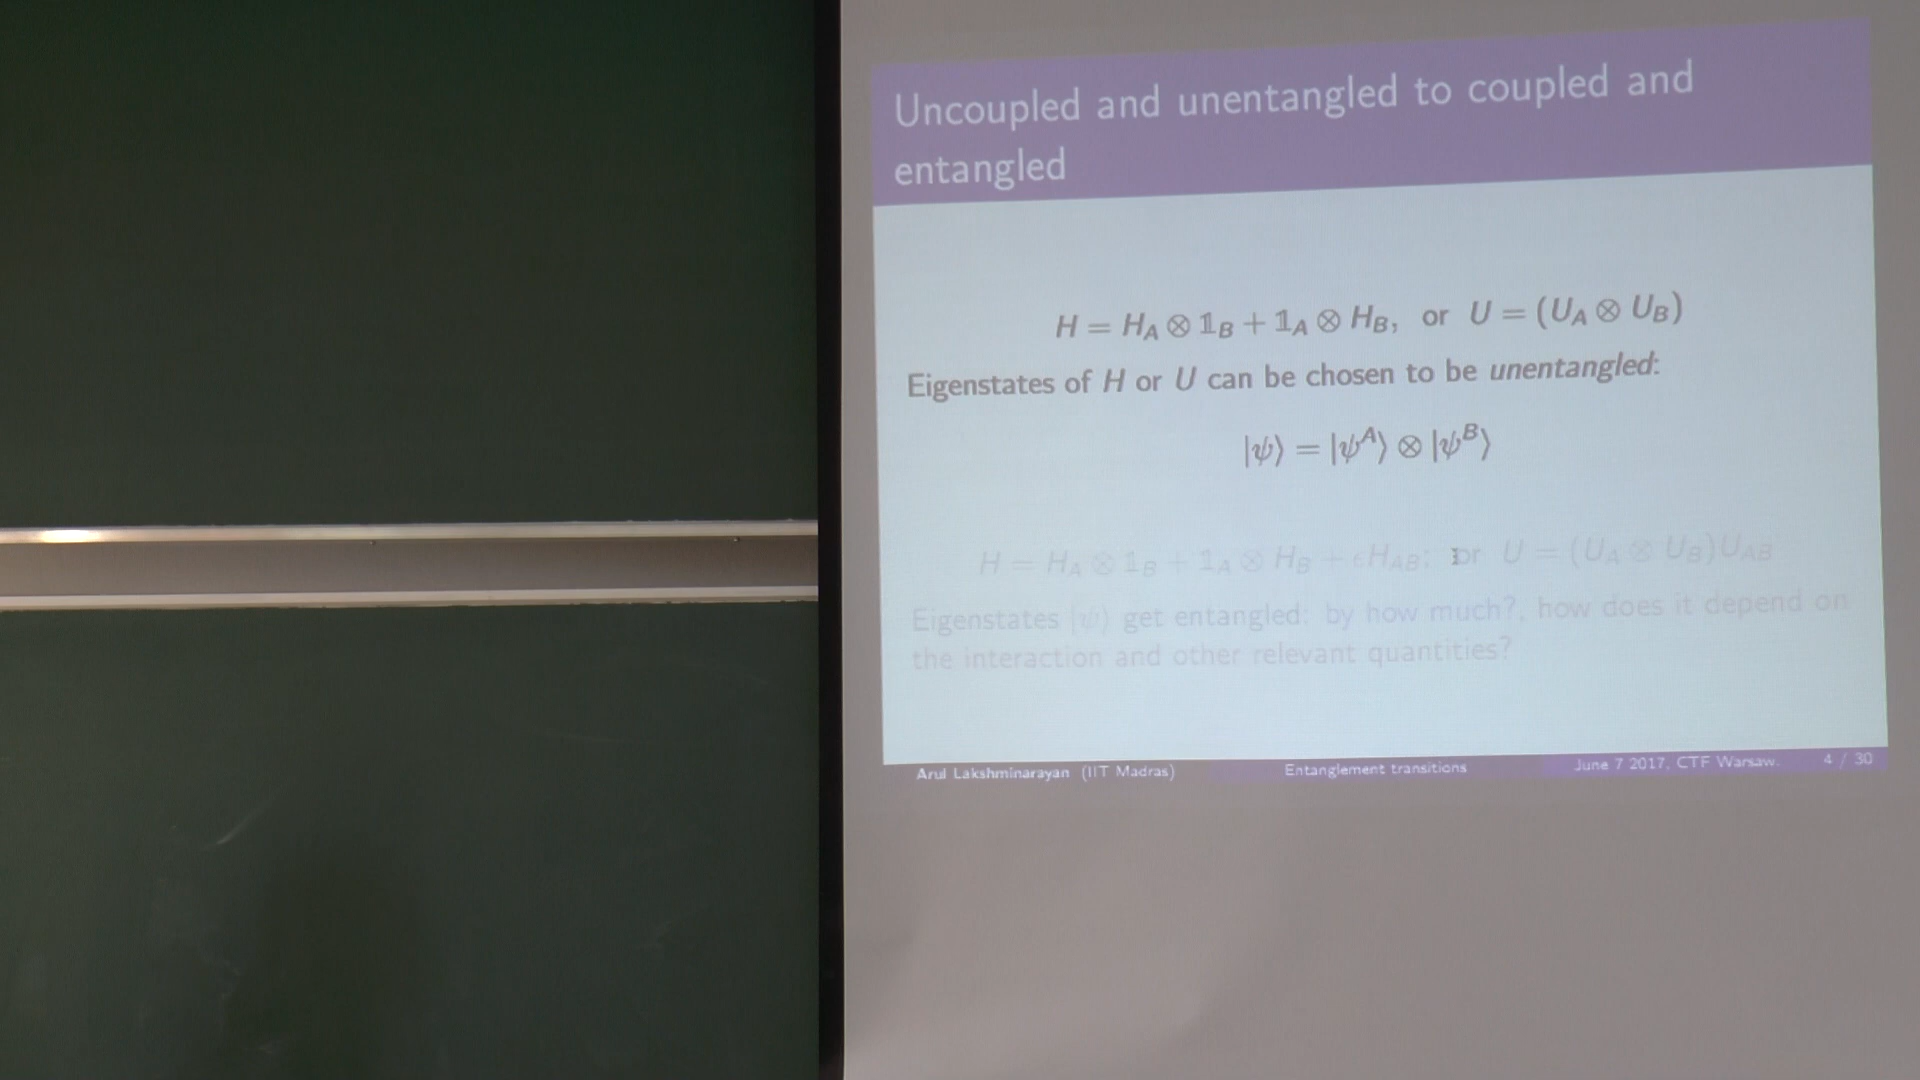 Uncoupled and unentangled to coupled and
entangled
H = H_A ⊗ 𝟙_B + 𝟙_A ⊗ H_B, or U = (U_A ⊗ U_B)
Eigenstates of H or U can be chosen to be unentangled:
|ψ⟩ = |ψ^A⟩ ⊗ |ψ^B⟩
H = H_A ⊗ 𝟙_B + 𝟙_A ⊗ H_B + ϵH_AB; or U = (U_A ⊗ U_B)U_AB
Eigenstates |ψ⟩ get entangled: by how much?, how does it depend on
the interaction and other relevant quantities?
Arul Lakshminarayan (IIT Madras) Entanglement transitions June 7 2017, CTF Warsaw. 4 / 30